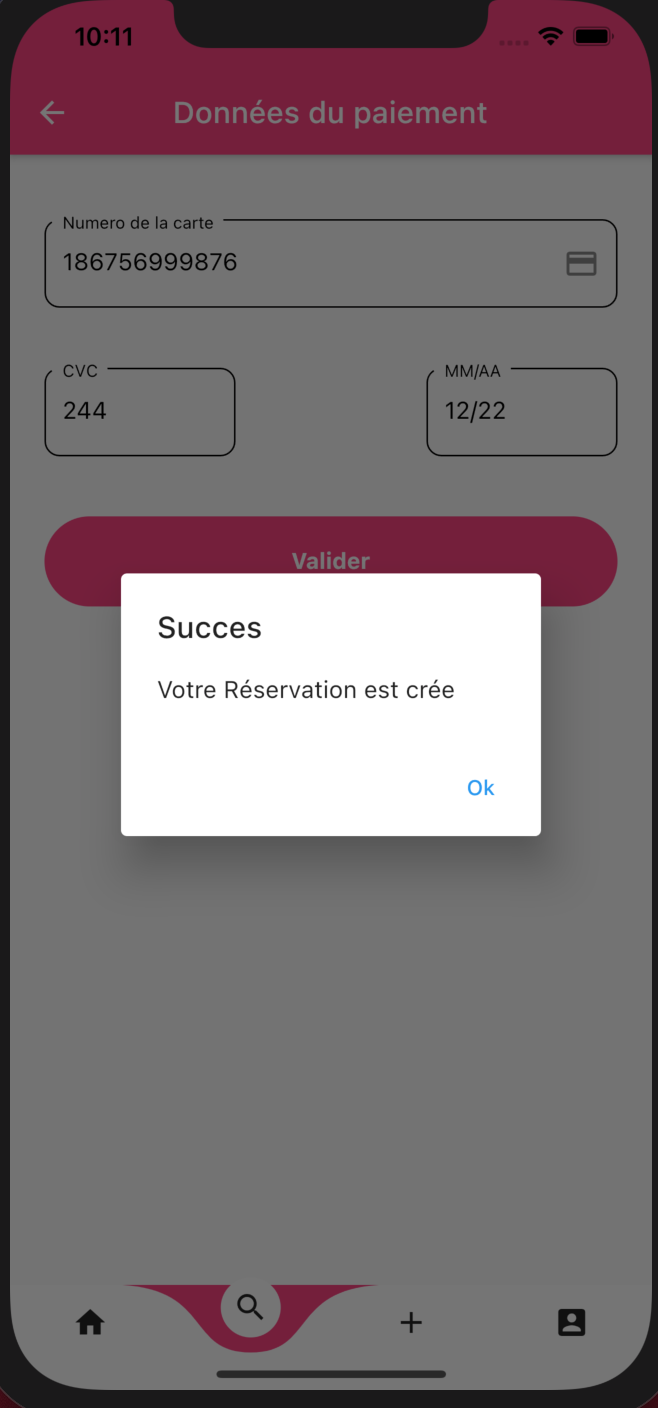 10:11
Données du paiement
Numero de la carte
186756999876
CVC
244
MM/AA
12/22
Valider
Succes
Votre Réservation est crée
Ok